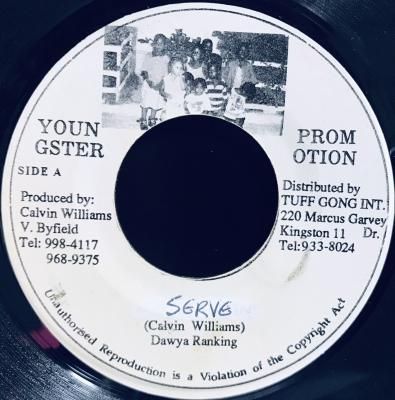 YOUN
GSTER
PROM
OTION
SIDE A
Produced by:
Calvin Williams
V. Byfield
Tel: 998-4117
968-9375
Distributed by
TUFF GONG INT.
220 Marcus Garvey
Kingston 11 Dr.
Tel:933-8024
SERVE
(Calvin Williams)
Dawya Ranking
Unauthorised Reproduction is a Violation of the Copyright Act